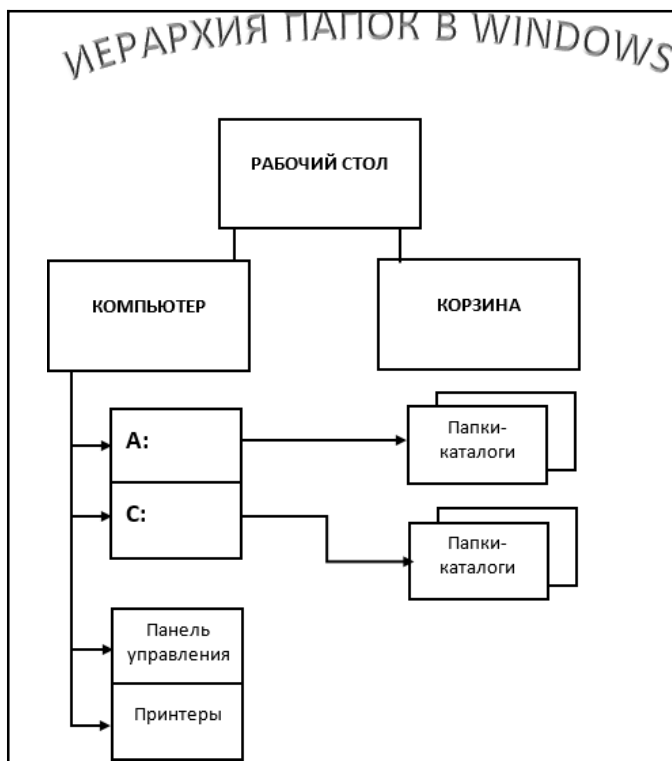 ИЕРАРХИЯ ПАПОК В WINDOWS
РАБОЧИЙ СТОЛ
КОМПЬЮТЕР
КОРЗИНА
А:
Папки-
каталоги
С:
Папки-
каталоги
Панель
управления
Принтеры